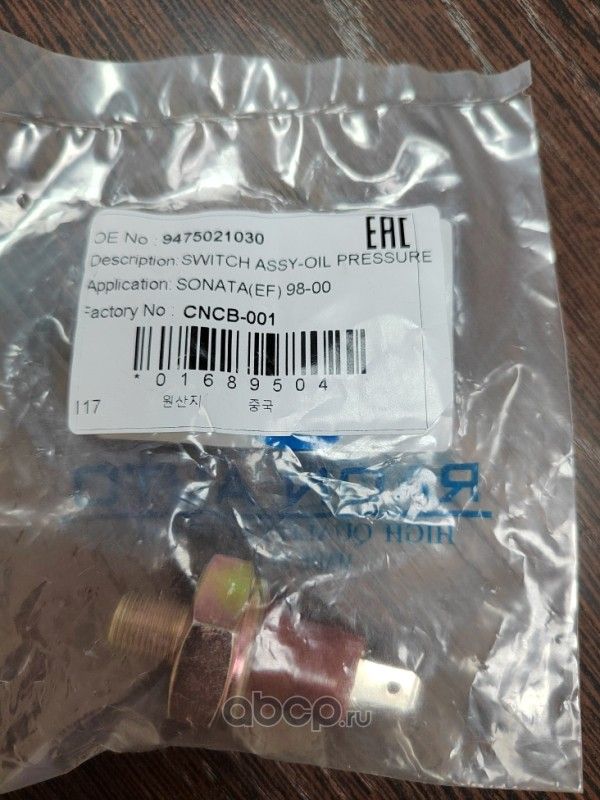 OE No : 9475021030
EAC
Description: SWITCH ASSY-OIL PRESSURE
Application: SONATA(EF) 98-00
Factory No : CNCB-001
*01689504
117
원산지 중국
HIGH
abcp.ru